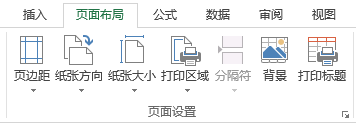 插入 页面布局 公式 数据 审阅 视图
页边距 纸张方向 纸张大小 打印区域 分隔符 背景 打印标题
页面设置